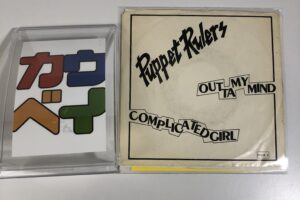 カウ
ベイ
Puppet Rulers
OUT MY
TA MIND
COMPLICATED GIRL